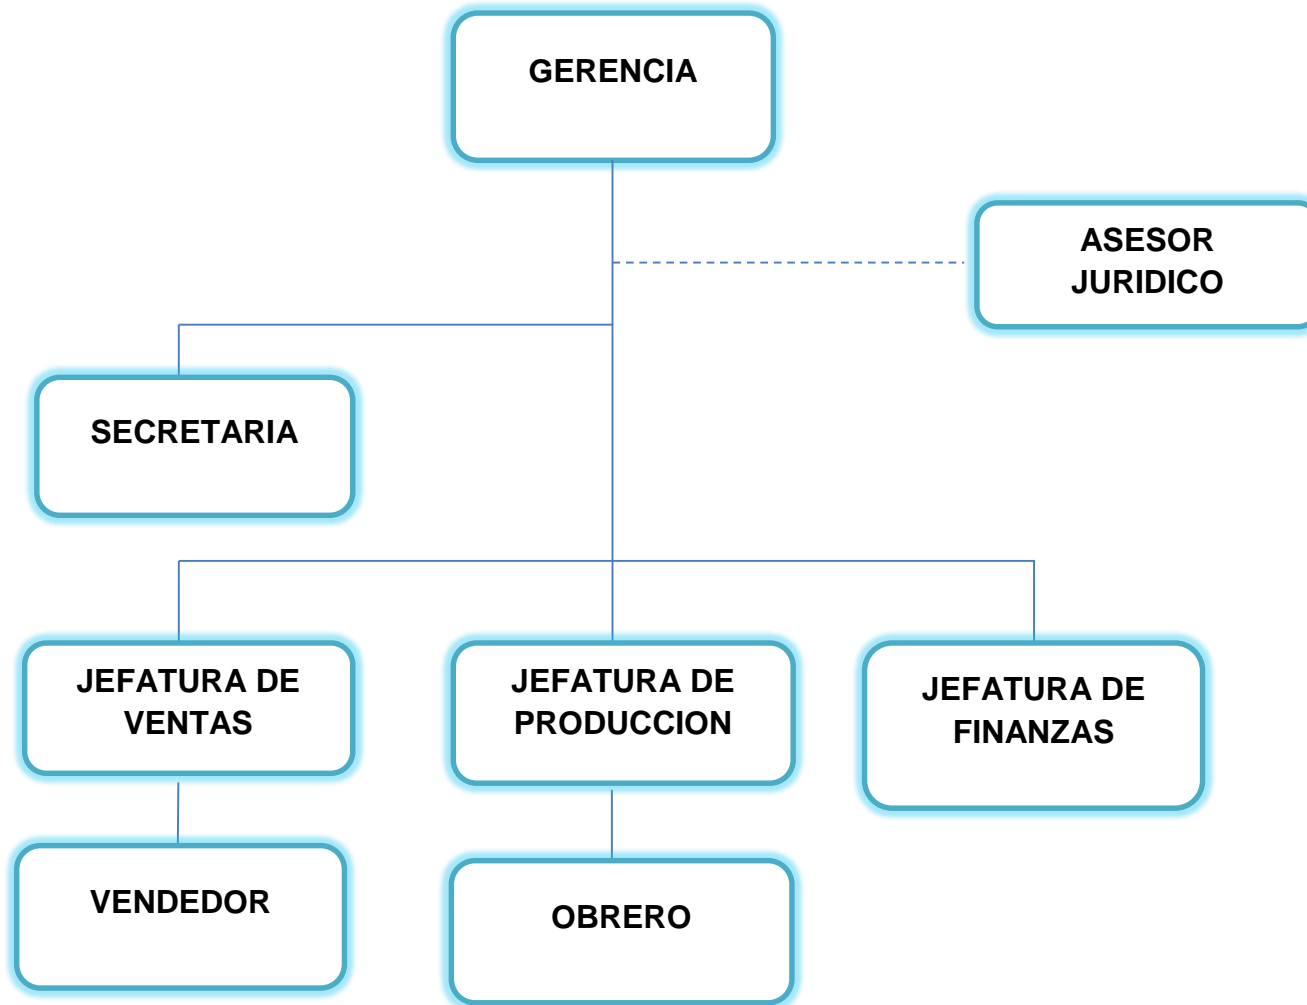 GERENCIA
ASESOR
JURIDICO
SECRETARIA
JEFATURA DE
VENTAS
JEFATURA DE
PRODUCCION
JEFATURA DE
FINANZAS
VENDEDOR
OBRERO